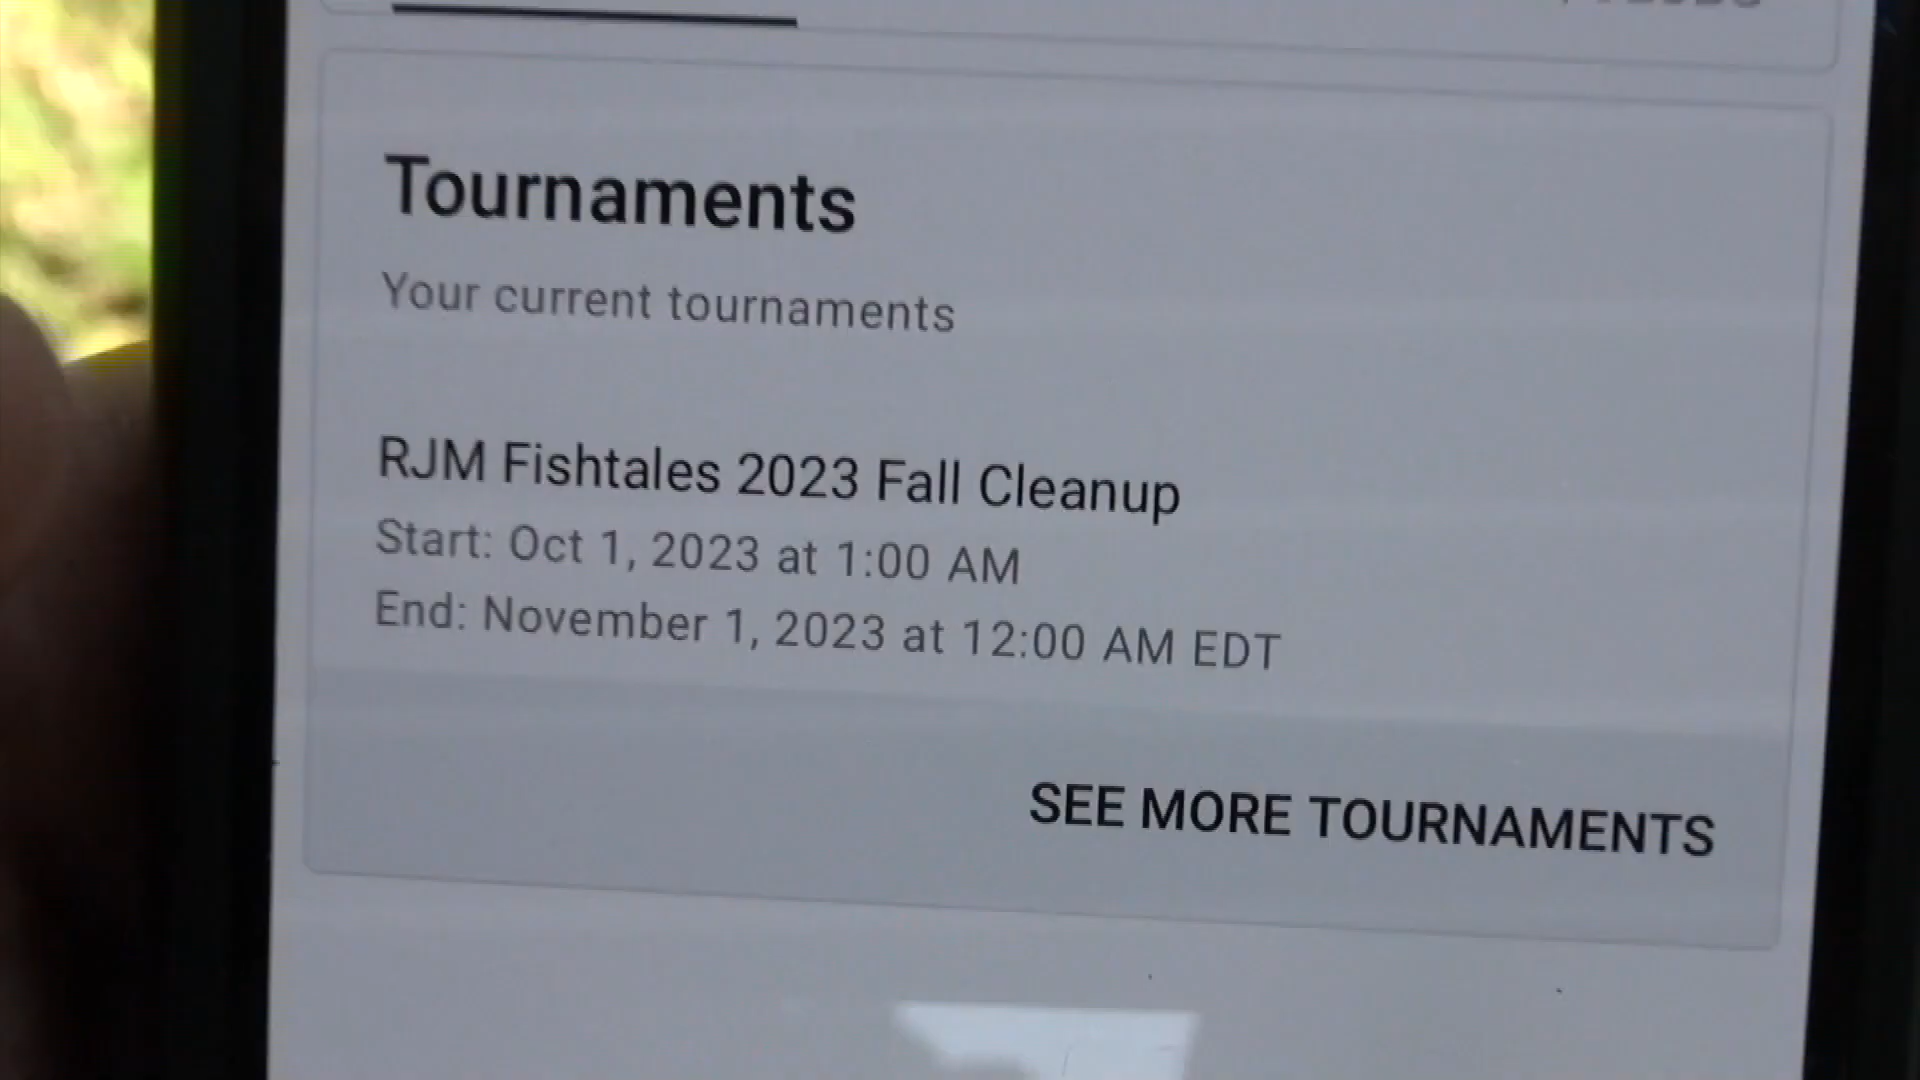 Tournaments
Your current tournaments
RJM Fishtales 2023 Fall Cleanup
Start: Oct 1, 2023 at 1:00 AM
End: November 1, 2023 at 12:00 AM EDT
SEE MORE TOURNAMENTS